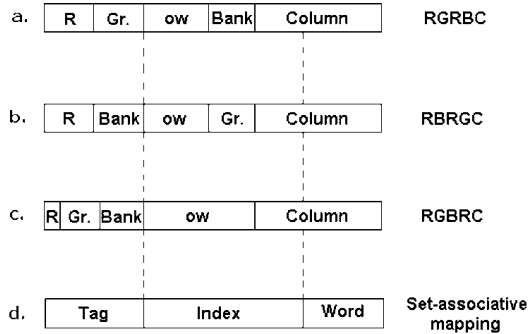 a. R Gr. ow Bank Column RGRBC
b. R Bank ow Gr. Column RBRGC
c. R Gr. Bank ow Column RGBRC
d. Tag Index Word Set-associative
mapping